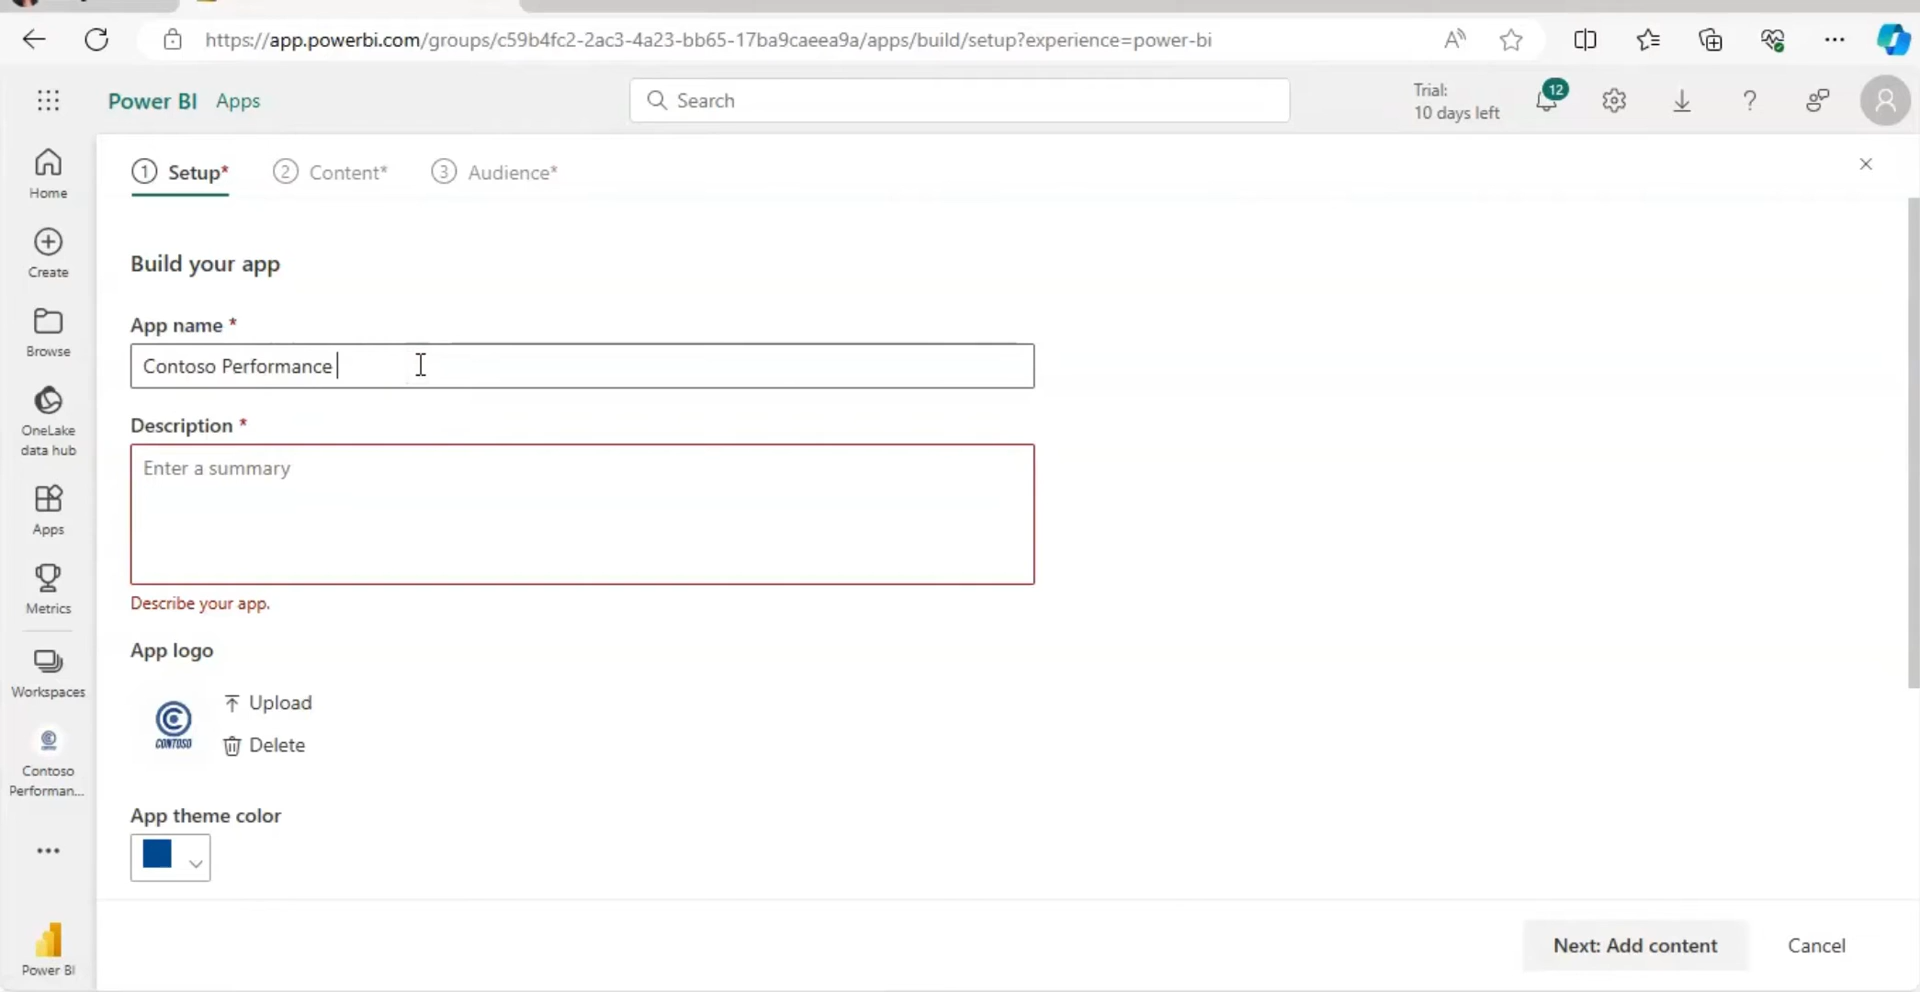 https://app.powerbi.com/groups/c59b4fc2-2ac3-4a23-bb65-17ba9caeea9a/apps/build/setup?experience=power-bi
Power BI Apps
Search
Trial:
10 days left
12
Home
Create
Browse
OneLake
data hub
Apps
Metrics
Workspaces
Contoso
Performan...
Power BI
1 Setup* 2 Content* 3 Audience*
Build your app
App name *
Contoso Performance
Description *
Enter a summary
Describe your app.
App logo
CONTOSO
Upload
Delete
App theme color
Next: Add content Cancel